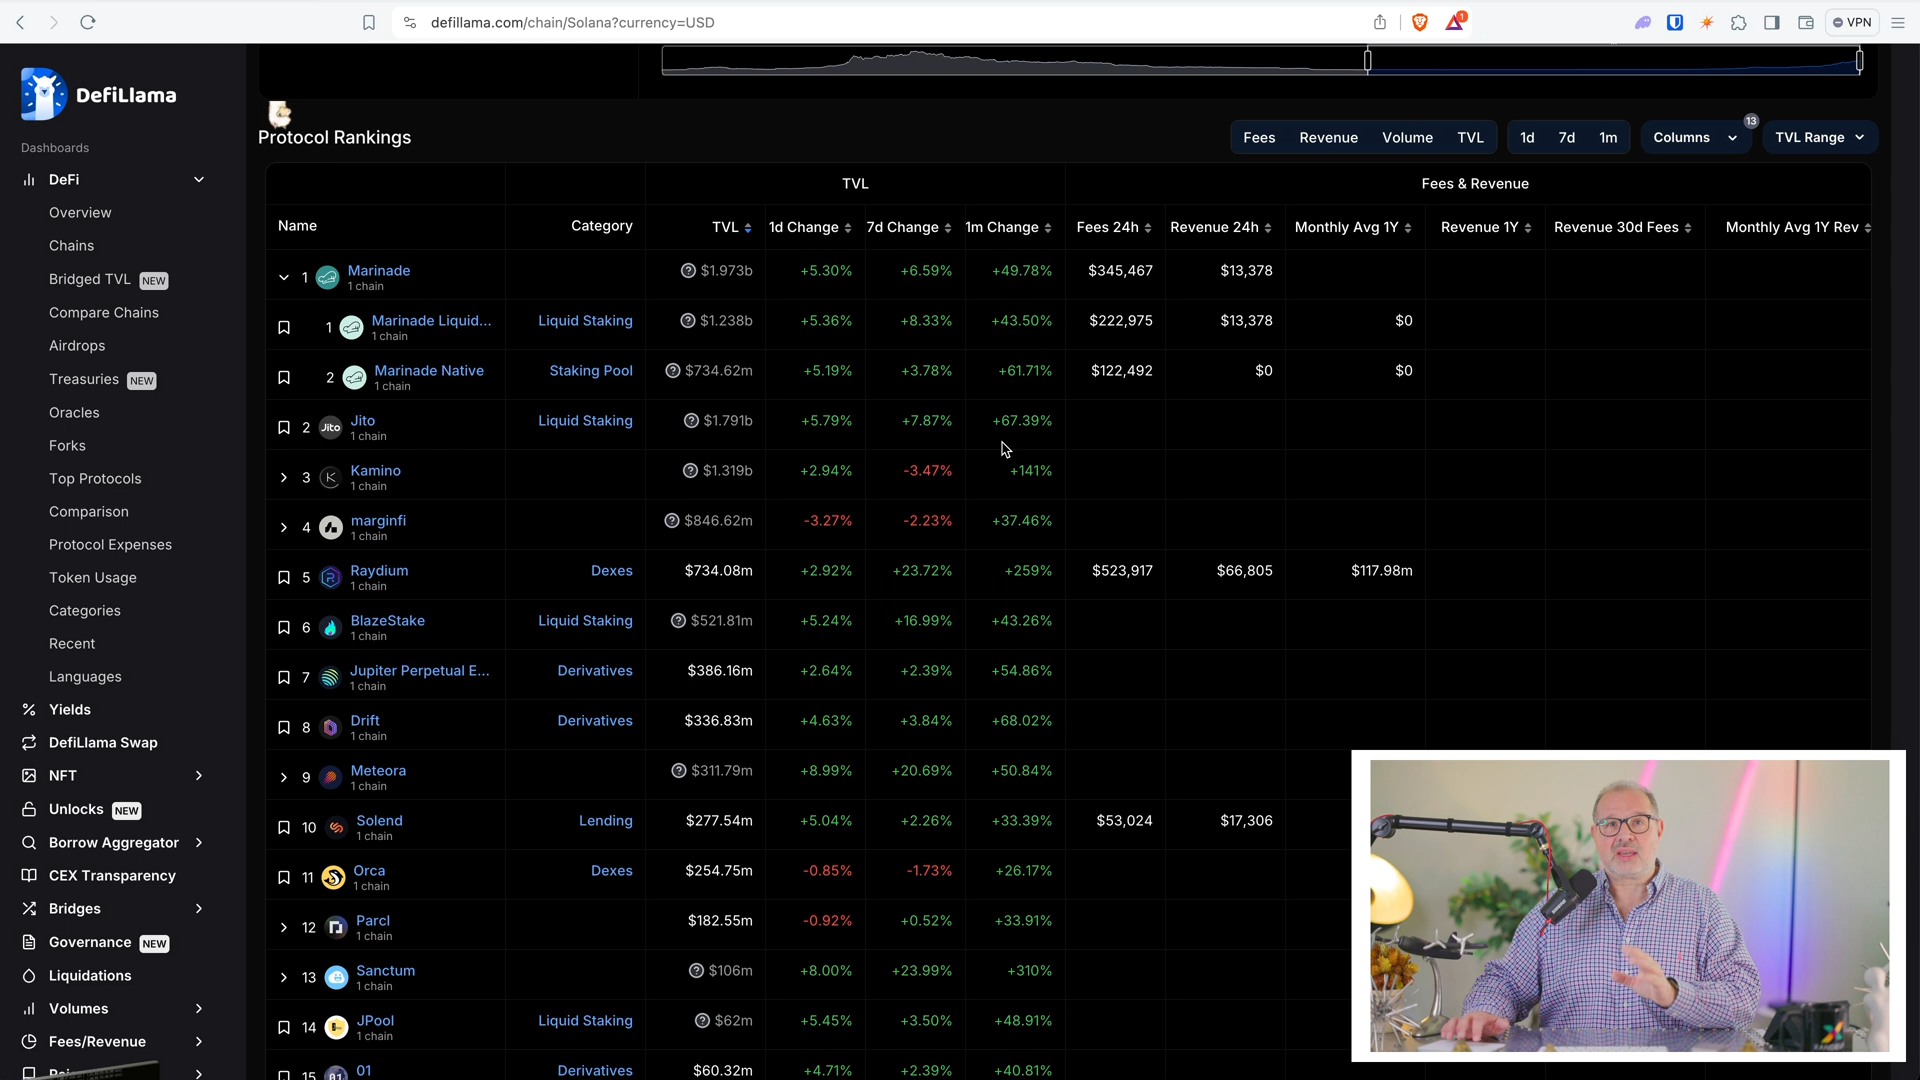 defillama.com/chain/Solana?currency=USD
1
VPN
DefiLlama
Dashboards
DeFi
Overview
Chains
Bridged TVL NEW
Compare Chains
Airdrops
Treasuries NEW
Oracles
Forks
Top Protocols
Comparison
Protocol Expenses
Token Usage
Categories
Recent
Languages
Yields
DefiLlama Swap
NFT
Unlocks NEW
Borrow Aggregator
CEX Transparency
Bridges
Governance NEW
Liquidations
Volumes
Fees/Revenue
Protocol Rankings
Fees Revenue Volume TVL 1d 7d 1m Columns 13 TVL Range
TVL Fees & Revenue
Name Category TVL 1d Change 7d Change 1m Change Fees 24h Revenue 24h Monthly Avg 1Y Revenue 1Y Revenue 30d Fees Monthly Avg 1Y Rev
1 Marinade ? $1.973b +5.30% +6.59% +49.78% $345,467 $13,378
1 chain
1 Marinade Liquid... Liquid Staking ? $1.238b +5.36% +8.33% +43.50% $222,975 $13,378 $0
1 chain
2 Marinade Native Staking Pool ? $734.62m +5.19% +3.78% +61.71% $122,492 $0 $0
1 chain
2 Jito Jito Liquid Staking ? $1.791b +5.79% +7.87% +67.39%
1 chain
3 Kamino ? $1.319b +2.94% -3.47% +141%
1 chain
4 marginfi ? $846.62m -3.27% -2.23% +37.46%
1 chain
5 Raydium Dexes $734.08m +2.92% +23.72% +259% $523,917 $66,805 $117.98m
1 chain
6 BlazeStake Liquid Staking ? $521.81m +5.24% +16.99% +43.26%
1 chain
7 Jupiter Perpetual E... Derivatives $386.16m +2.64% +2.39% +54.86%
1 chain
8 Drift Derivatives $336.83m +4.63% +3.84% +68.02%
1 chain
9 Meteora ? $311.79m +8.99% +20.69% +50.84%
1 chain
10 Solend Lending $277.54m +5.04% +2.26% +33.39% $53,024 $17,306
1 chain
11 Orca Dexes $254.75m -0.85% -1.73% +26.17%
1 chain
12 Parcl $182.55m -0.92% +0.52% +33.91%
1 chain
13 Sanctum ? $106m +8.00% +23.99% +310%
1 chain
14 JPool Liquid Staking ? $62m +5.45% +3.50% +48.91%
1 chain
15 01 01 Derivatives $60.32m +4.71% +2.39% +40.81%